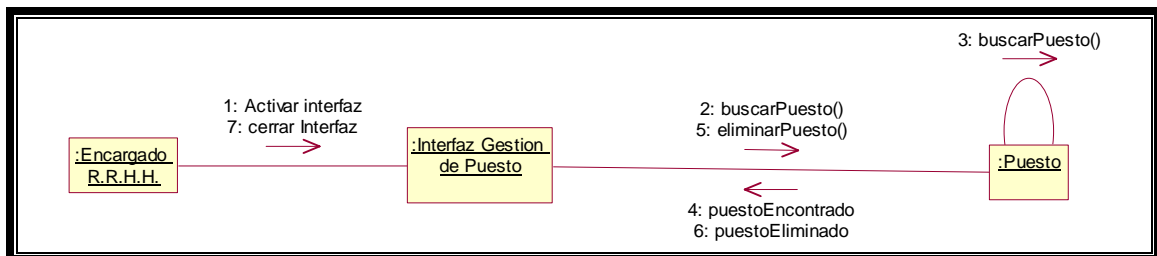 3: buscarPuesto()
1: Activar interfaz
7: cerrar Interfaz
2: buscarPuesto()
5: eliminarPuesto()
:Encargado
R.R.H.H.
:Interfaz Gestion
de Puesto
:Puesto
4: puestoEncontrado
6: puestoEliminado